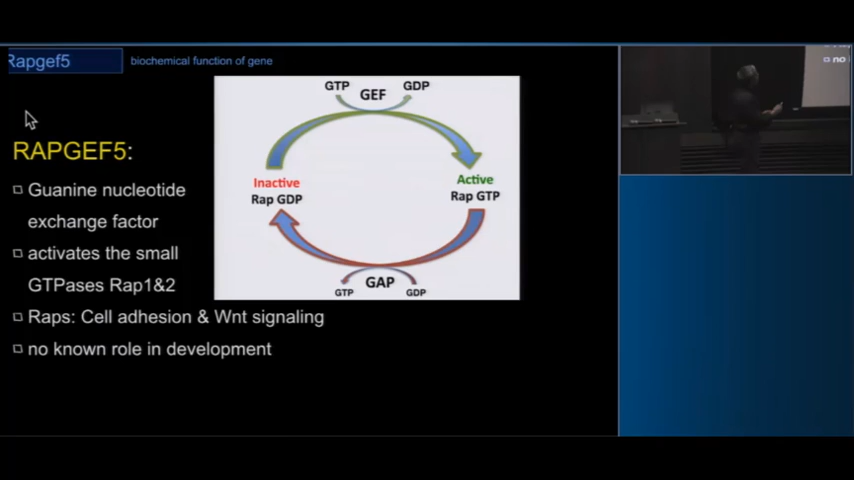 Rapgef5
biochemical function of gene
GTP
GEF
GDP
Inactive
Rap GDP
Active
Rap GTP
GAP
GTP
GDP
RAPGEF5:
Guanine nucleotide
exchange factor
activates the small
GTPases Rap1&2
Raps: Cell adhesion & Wnt signaling
no known role in development
no